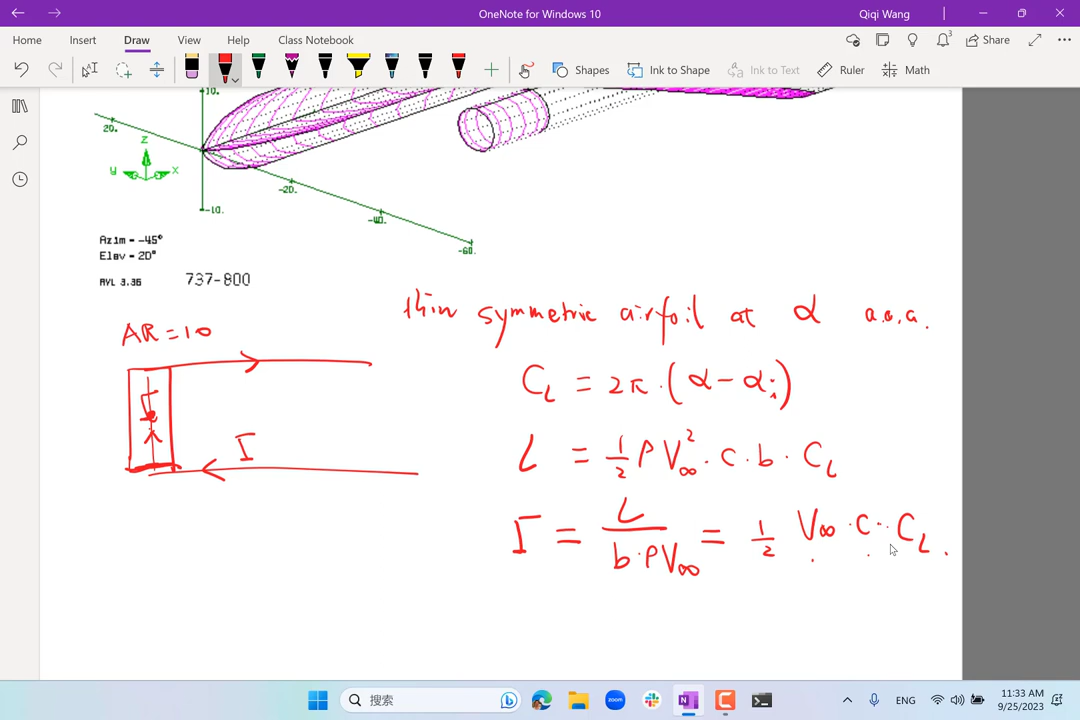 OneNote for Windows 10
Qiqi Wang
Home Insert Draw View Help Class Notebook
Share
Shapes
Ink to Shape
Ink to Text
Ruler
Math
10.
20.
Z
y x
-10.
-20.
-40.
-60.
Azim = -45°
Elev = 20°
AVL 3.36 737-800
thin symmetric airfoil at α a.o.a.
AR = 10
C_L = 2π · (α - α_i)
Γ
L = 1/2 ρ V_∞^2 · c · b · C_L
Γ = L / (b · ρ V_∞) = 1/2 V_∞ · c · C_L
搜索
ENG
11:33 AM
9/25/2023